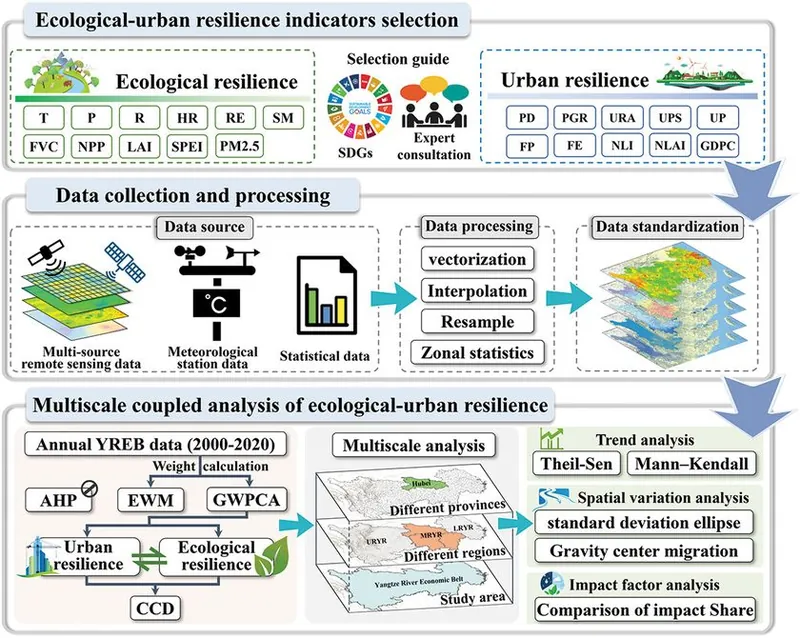 Ecological-urban resilience indicators selection
Ecological resilience
T P R HR RE SM
FVC NPP LAI SPEI PM2.5
Selection guide
SUSTAINABLE
DEVELOPMENT
GOALS
SDGs
Expert
consultation
Urban resilience
PD PGR URA UPS UP
FP FE NLI NLAI GDPC
Data collection and processing
Data source
Multi-source
remote sensing data
°C
Meteorological
station data
Statistical data
Data processing
vectorization
Interpolation
Resample
Zonal statistics
Data standardization
Multiscale coupled analysis of ecological-urban resilience
Annual YREB data (2000-2020)
Weight calculation
AHP EWM GWPCA
Urban
resilience
Ecological
resilience
CCD
Multiscale analysis
Hubei
Different provinces
URYR MRYR LRYR
Different regions
Yangtze River Economic Belt
Study area
Trend analysis
Theil-Sen Mann–Kendall
Spatial variation analysis
standard deviation ellipse
Gravity center migration
Impact factor analysis
Comparison of impact Share